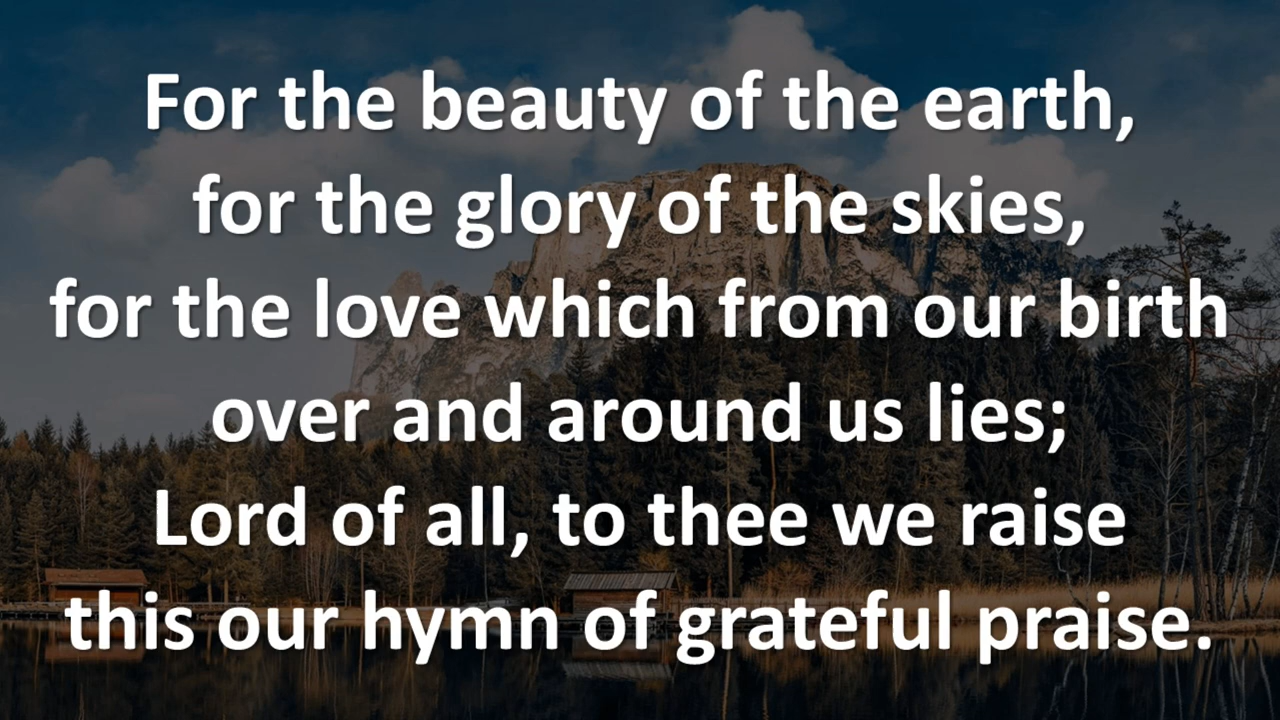 For the beauty of the earth,
for the glory of the skies,
for the love which from our birth
over and around us lies;
Lord of all, to thee we raise
this our hymn of grateful praise.